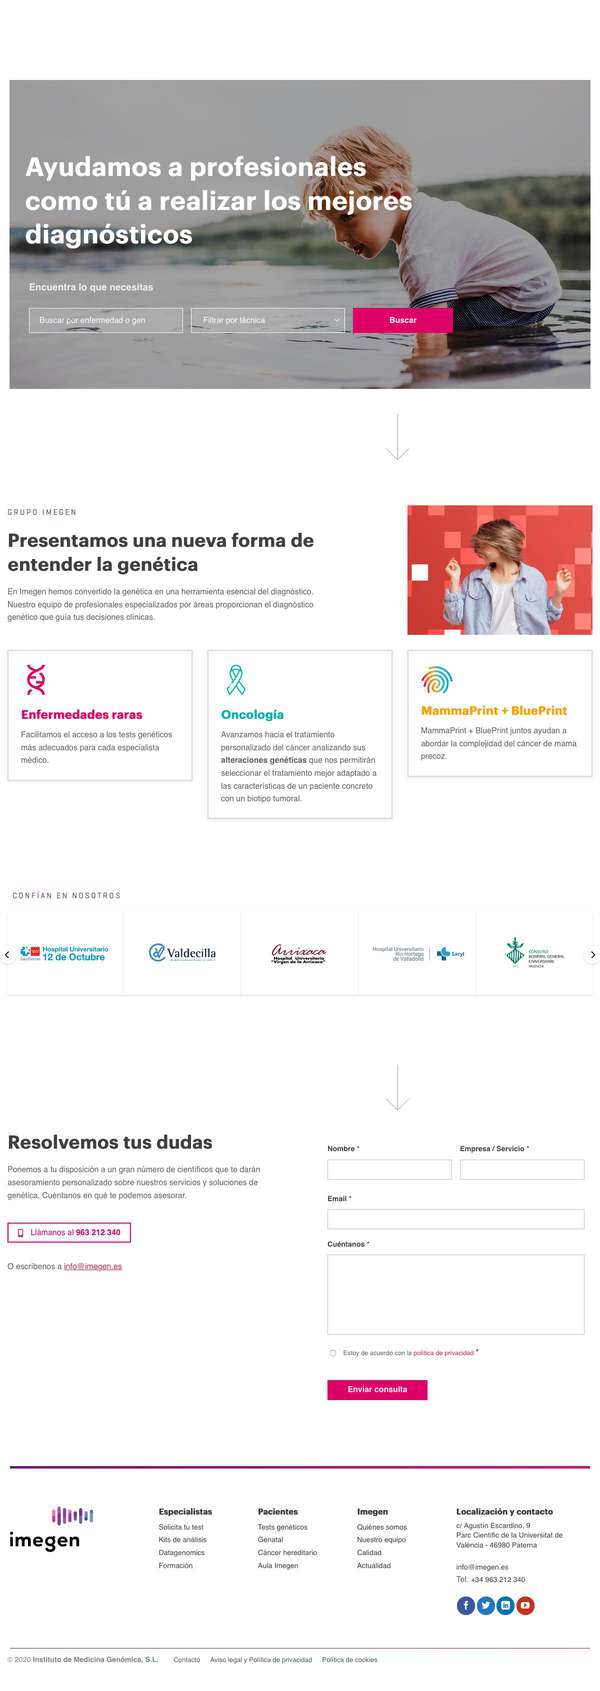 Ayudamos a profesionales
como tú a realizar los mejores
diagnósticos
Encuentra lo que necesitas
Buscar por enfermedad o gen
Filtrar por técnica
Buscar
GRUPO IMEGEN
Presentamos una nueva forma de
entender la genética
En Imegen hemos convertido la genética en una herramienta esencial del diagnóstico.
Nuestro equipo de profesionales especializados por áreas proporcionan el diagnóstico
genético que guía tus decisiones clínicas.
Enfermedades raras
Facilitamos el acceso a los tests genéticos
más adecuados para cada especialista
médico.
Oncología
Avanzamos hacia el tratamiento
personalizado del cáncer analizando sus
alteraciones genéticas que nos permitirán
seleccionar el tratamiento mejor adaptado a
las características de un paciente concreto
con un biotipo tumoral.
MammaPrint + BluePrint
MammaPrint + BluePrint juntos ayudan a
abordar la complejidad del cáncer de mama
precoz.
CONFÍAN EN NOSOTROS
Hospital Universitario
12 de Octubre
Valdecilla
Arrixaca
Hospital Universitario
"Virgen de la Arrixaca"
Hospital Universitario
Río Hortega
de Valladolid
Sacyl
CONSORCI
HOSPITAL GENERAL
UNIVERSITARI
VALENCIA
Resolvemos tus dudas
Ponemos a tu disposición a un gran número de científicos que te darán
asesoramiento personalizado sobre nuestros servicios y soluciones de
genética. Cuéntanos en qué te podemos asesorar.
Llámanos al 963 212 340
O escríbenos a info@imegen.es
Nombre *
Empresa / Servicio *
Email *
Cuéntanos *
Estoy de acuerdo con la política de privacidad *
Enviar consulta
imegen
Especialistas
Solicita tu test
Kits de análisis
Datagenomics
Formación
Pacientes
Tests genéticos
Genatal
Cáncer hereditario
Aula Imegen
Imegen
Quiénes somos
Nuestro equipo
Calidad
Actualidad
Localización y contacto
c/ Agustín Escardino, 9
Parc Científic de la Universitat de
València - 46980 Paterna
info@imegen.es
Tel: +34 963 212 340
© 2020 Instituto de Medicina Genómica, S.L.
Contacto
Aviso legal y Política de privacidad
Política de cookies